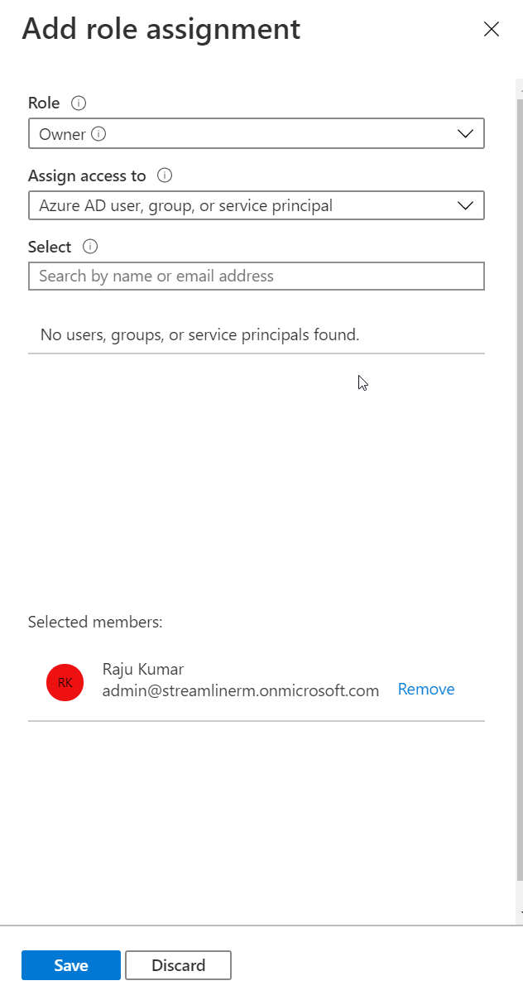 Add role assignment
Role
Owner
Assign access to
Azure AD user, group, or service principal
Select
Search by name or email address
No users, groups, or service principals found.
Selected members:
RK
Raju Kumar
admin@streamlinerm.onmicrosoft.com
Remove
Save
Discard